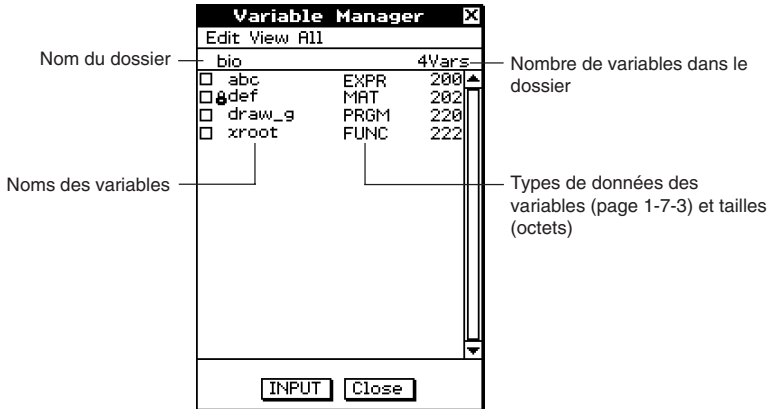 Variable Manager
Edit View All
Nom du dossier
bio 4Vars
Nombre de variables dans le
dossier
abc EXPR 200
def MAT 202
draw_g PRGM 220
xroot FUNC 222
Noms des variables
Types de données des
variables (page 1-7-3) et tailles
(octets)
INPUT Close